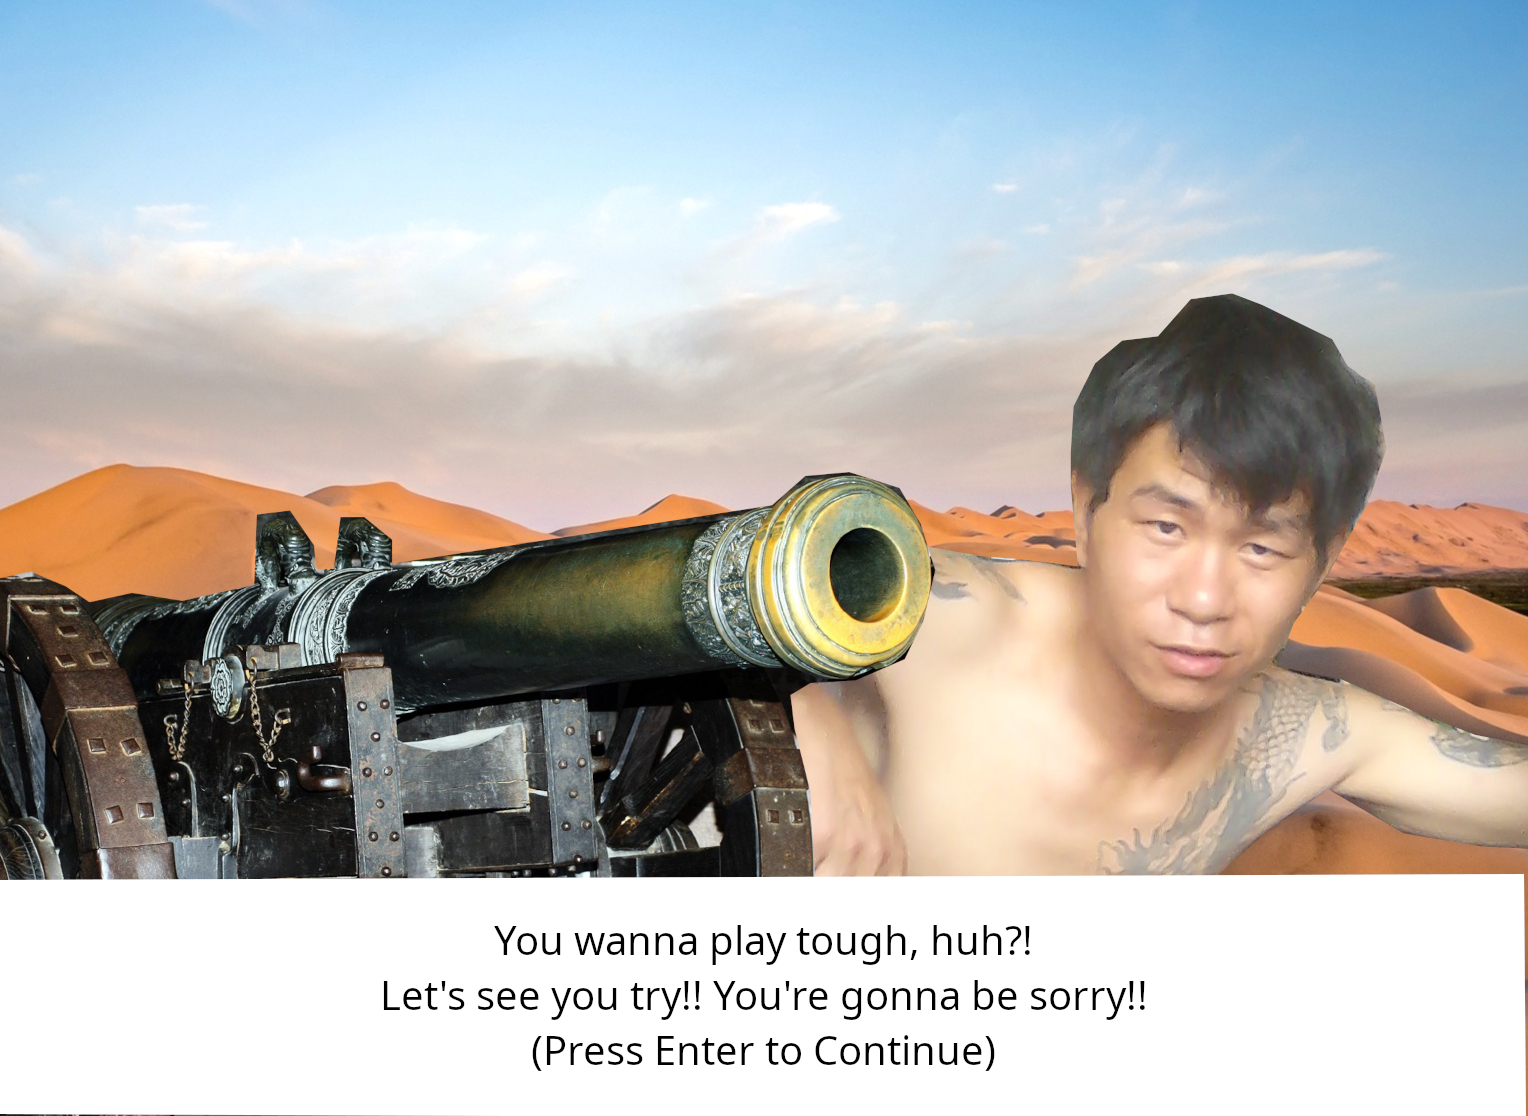 You wanna play tough, huh?!
Let's see you try!! You're gonna be sorry!!
(Press Enter to Continue)